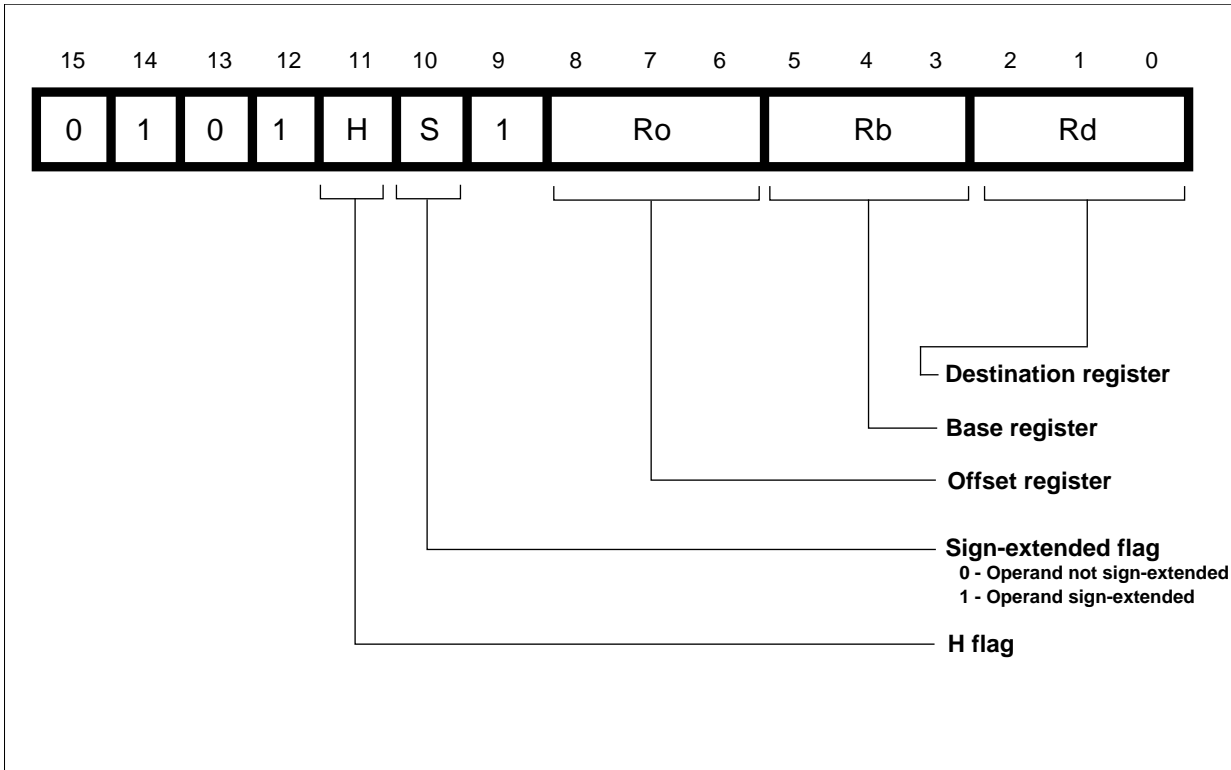 15 14 13 12 11 10 9 8 7 6 5 4 3 2 1 0
0 1 0 1 H S 1 Ro Rb Rd
Destination register
Base register
Offset register
Sign-extended flag
0 - Operand not sign-extended
1 - Operand sign-extended
H flag